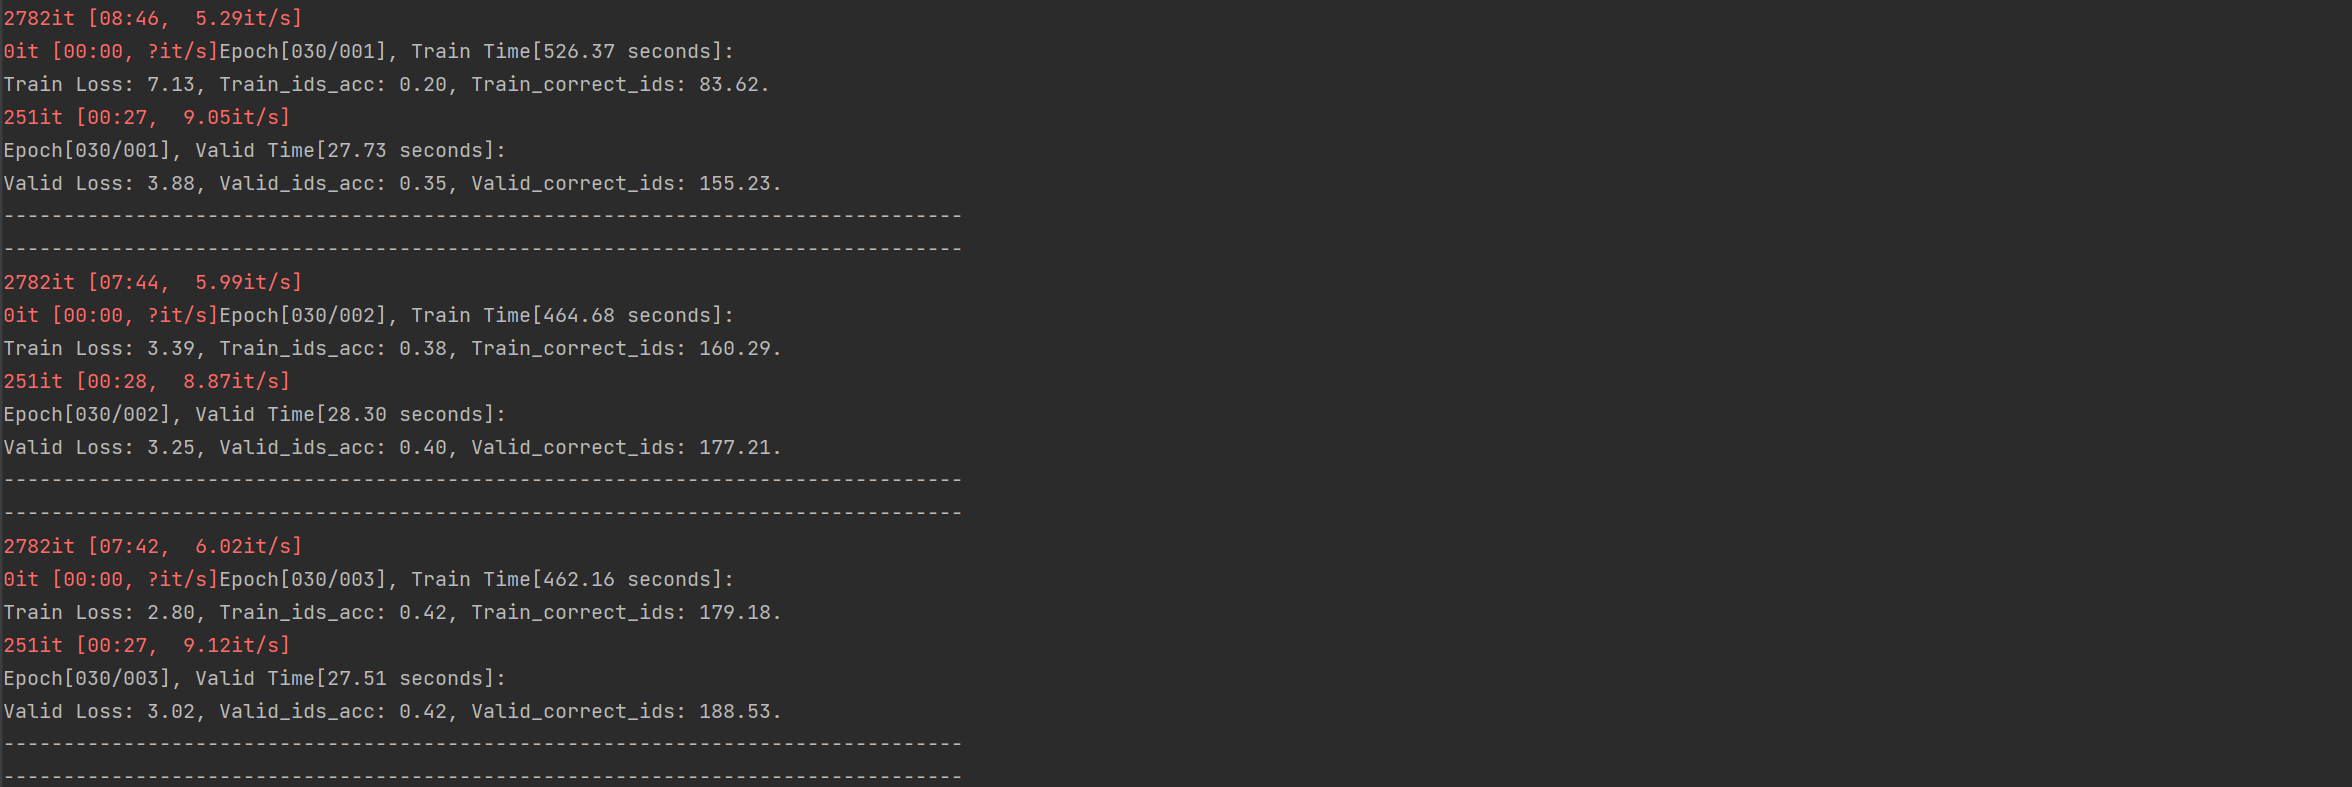 2782it [08:46,  5.29it/s]
0it [00:00, ?it/s]Epoch[030/001], Train Time[526.37 seconds]:
Train Loss: 7.13, Train_ids_acc: 0.20, Train_correct_ids: 83.62.
251it [00:27,  9.05it/s]
Epoch[030/001], Valid Time[27.73 seconds]:
Valid Loss: 3.88, Valid_ids_acc: 0.35, Valid_correct_ids: 155.23.
--------------------------------------------------------------------------------
--------------------------------------------------------------------------------
2782it [07:44,  5.99it/s]
0it [00:00, ?it/s]Epoch[030/002], Train Time[464.68 seconds]:
Train Loss: 3.39, Train_ids_acc: 0.38, Train_correct_ids: 160.29.
251it [00:28,  8.87it/s]
Epoch[030/002], Valid Time[28.30 seconds]:
Valid Loss: 3.25, Valid_ids_acc: 0.40, Valid_correct_ids: 177.21.
--------------------------------------------------------------------------------
--------------------------------------------------------------------------------
2782it [07:42,  6.02it/s]
0it [00:00, ?it/s]Epoch[030/003], Train Time[462.16 seconds]:
Train Loss: 2.80, Train_ids_acc: 0.42, Train_correct_ids: 179.18.
251it [00:27,  9.12it/s]
Epoch[030/003], Valid Time[27.51 seconds]:
Valid Loss: 3.02, Valid_ids_acc: 0.42, Valid_correct_ids: 188.53.
--------------------------------------------------------------------------------
--------------------------------------------------------------------------------